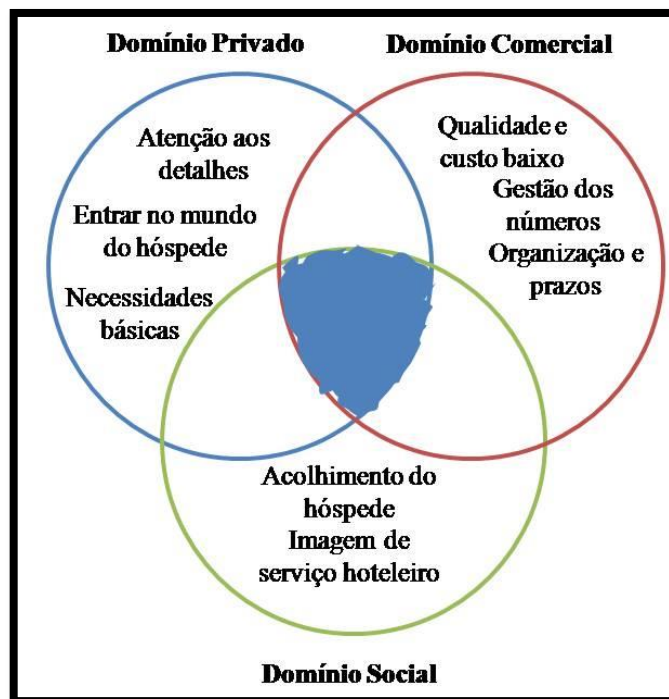 Domínio Privado
Domínio Comercial
Atenção aos
detalhes
Entrar no mundo
do hóspede
Necessidades
básicas
Qualidade e
custo baixo
Gestão dos
números
Organização e
prazos
Acolhimento do
hóspede
Imagem de
serviço hoteleiro
Domínio Social